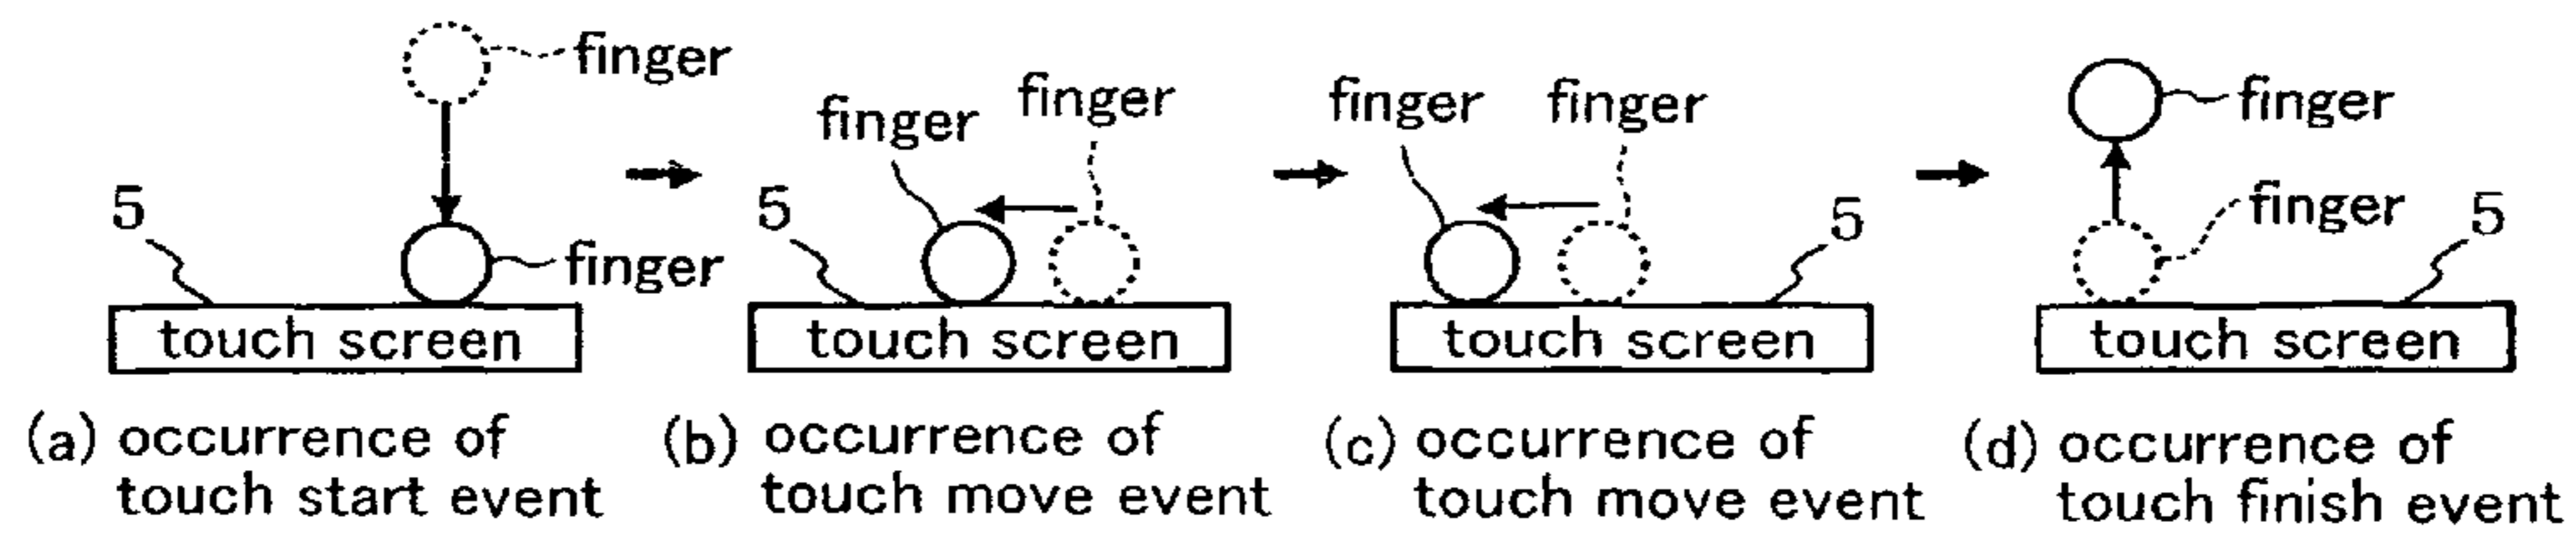 finger
5
finger
touch screen
(a) occurrence of
touch start event
finger
finger
5
touch screen
(b) occurrence of
touch move event
finger
finger
5
touch screen
(c) occurrence of
touch move event
finger
finger
5
touch screen
(d) occurrence of
touch finish event